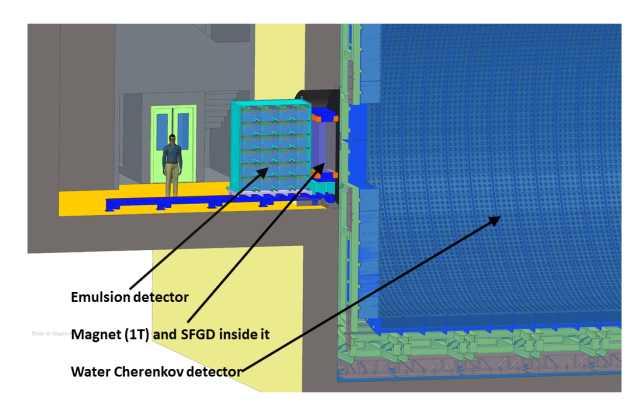 Emulsion detector
Magnet (1T) and SFGD inside it
Water Cherenkov detector